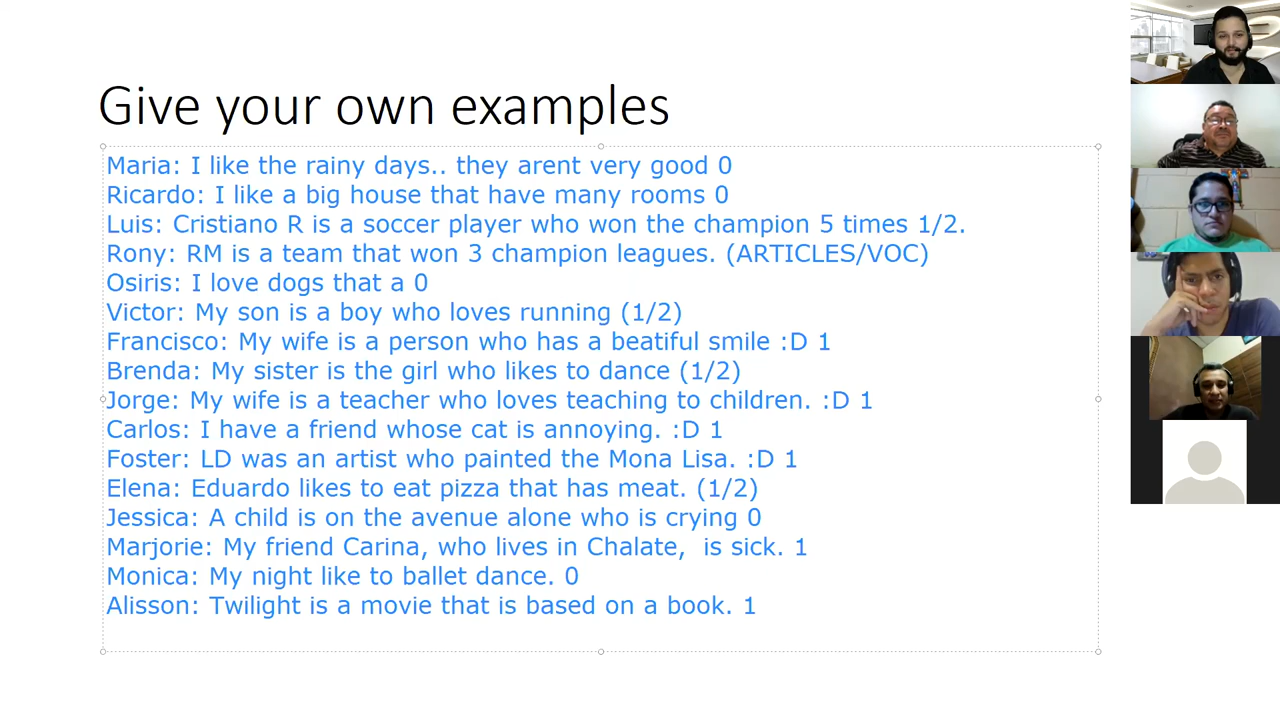 Give your own examples
Maria: I like the rainy days.. they arent very good 0
Ricardo: I like a big house that have many rooms 0
Luis: Cristiano R is a soccer player who won the champion 5 times 1/2.
Rony: RM is a team that won 3 champion leagues. (ARTICLES/VOC)
Osiris: I love dogs that a 0
Victor: My son is a boy who loves running (1/2)
Francisco: My wife is a person who has a beatiful smile :D 1
Brenda: My sister is the girl who likes to dance (1/2)
Jorge: My wife is a teacher who loves teaching to children. :D 1
Carlos: I have a friend whose cat is annoying. :D 1
Foster: LD was an artist who painted the Mona Lisa. :D 1
Elena: Eduardo likes to eat pizza that has meat. (1/2)
Jessica: A child is on the avenue alone who is crying 0
Marjorie: My friend Carina, who lives in Chalate,  is sick. 1
Monica: My night like to ballet dance. 0
Alisson: Twilight is a movie that is based on a book. 1